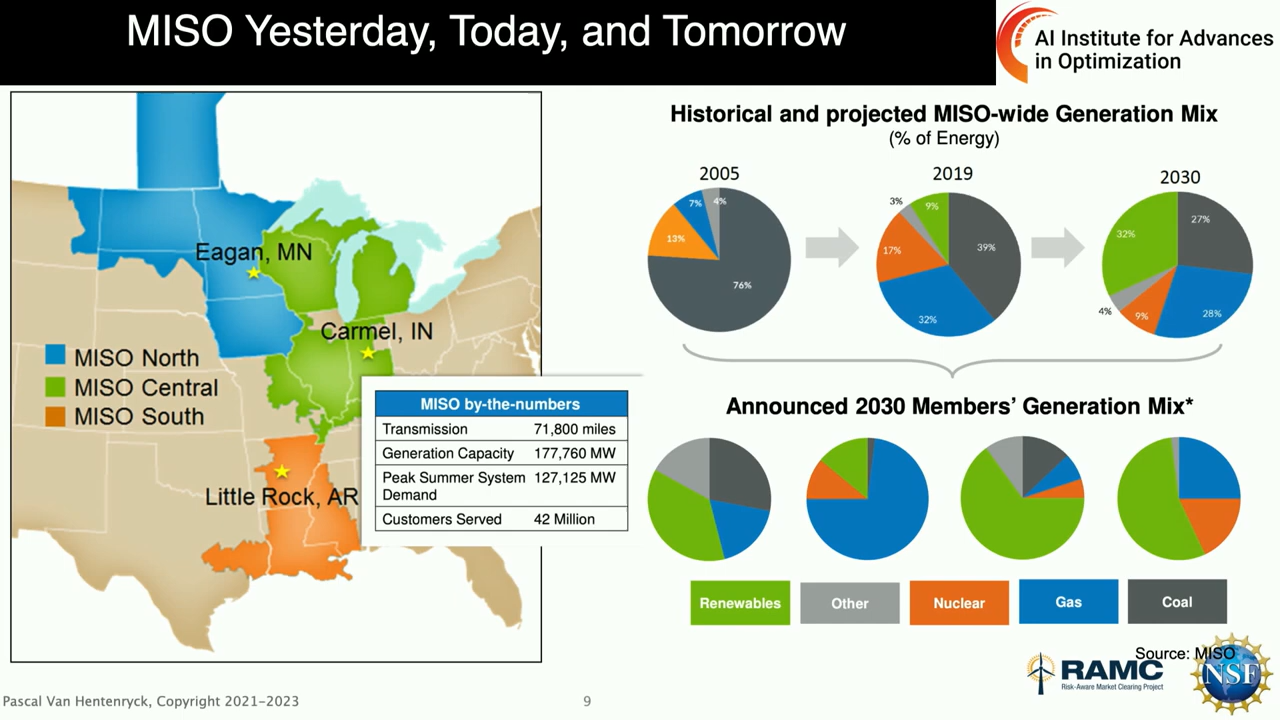 MISO Yesterday, Today, and Tomorrow
AI Institute for Advances
in Optimization
Eagan, MN
Carmel, IN
MISO North
MISO Central
MISO South
Little Rock, AR
MISO by-the-numbers
Transmission 71,800 miles
Generation Capacity 177,760 MW
Peak Summer System 127,125 MW
Demand
Customers Served 42 Million
Historical and projected MISO-wide Generation Mix
(% of Energy)
2005
7%
4%
13%
76%
2019
3%
9%
17%
39%
32%
2030
27%
32%
4%
9%
28%
Announced 2030 Members' Generation Mix*
Renewables
Other
Nuclear
Gas
Coal
Source: MISO
RAMC
Risk-Aware Market Clearing Project
NSF
Pascal Van Hentenryck, Copyright 2021-2023
9